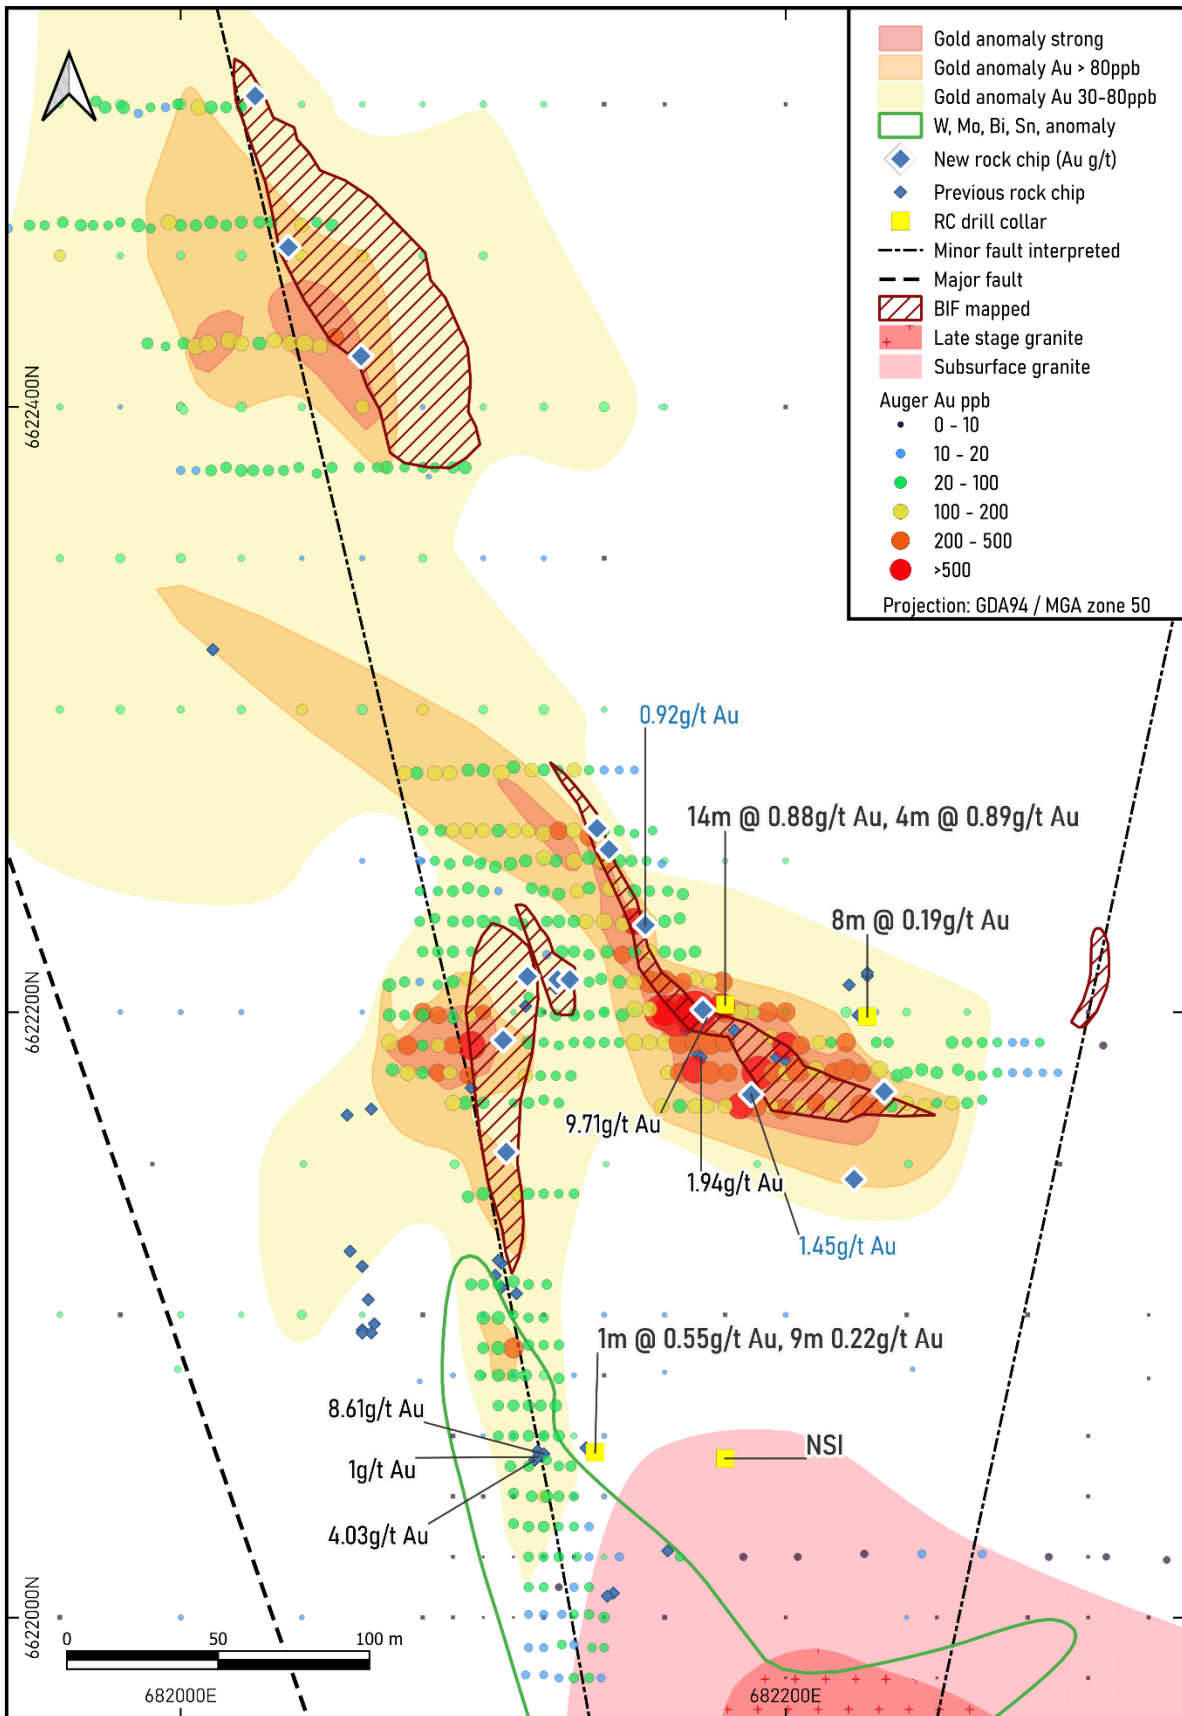 Gold anomaly strong
Gold anomaly Au > 80ppb
Gold anomaly Au 30-80ppb
W, Mo, Bi, Sn, anomaly
New rock chip (Au g/t)
Previous rock chip
RC drill collar
Minor fault interpreted
Major fault
BIF mapped
Late stage granite
Subsurface granite
Auger Au ppb
0 - 10
10 - 20
20 - 100
100 - 200
200 - 500
>500
Projection: GDA94 / MGA zone 50
6622400N
0.92g/t Au
14m @ 0.88g/t Au, 4m @ 0.89g/t Au
8m @ 0.19g/t Au
6622200N
9.71g/t Au
1.94g/t Au
1.45g/t Au
1m @ 0.55g/t Au, 9m 0.22g/t Au
8.61g/t Au
NSI
1g/t Au
4.03g/t Au
6622000N
0 50 100 m
682000E 682200E